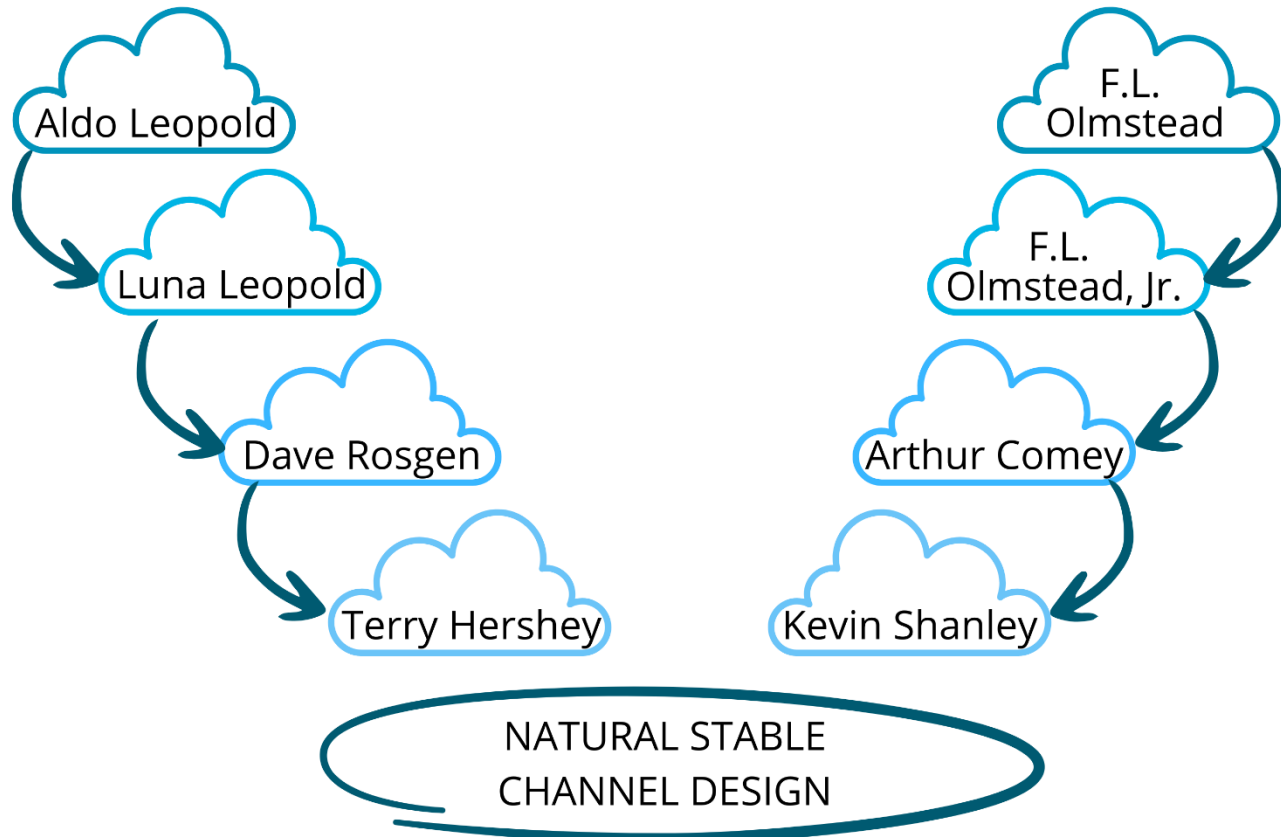 Aldo Leopold
Luna Leopold
Dave Rosgen
Terry Hershey
F.L.
Olmstead
F.L.
Olmstead, Jr.
Arthur Comey
Kevin Shanley
NATURAL STABLE
CHANNEL DESIGN